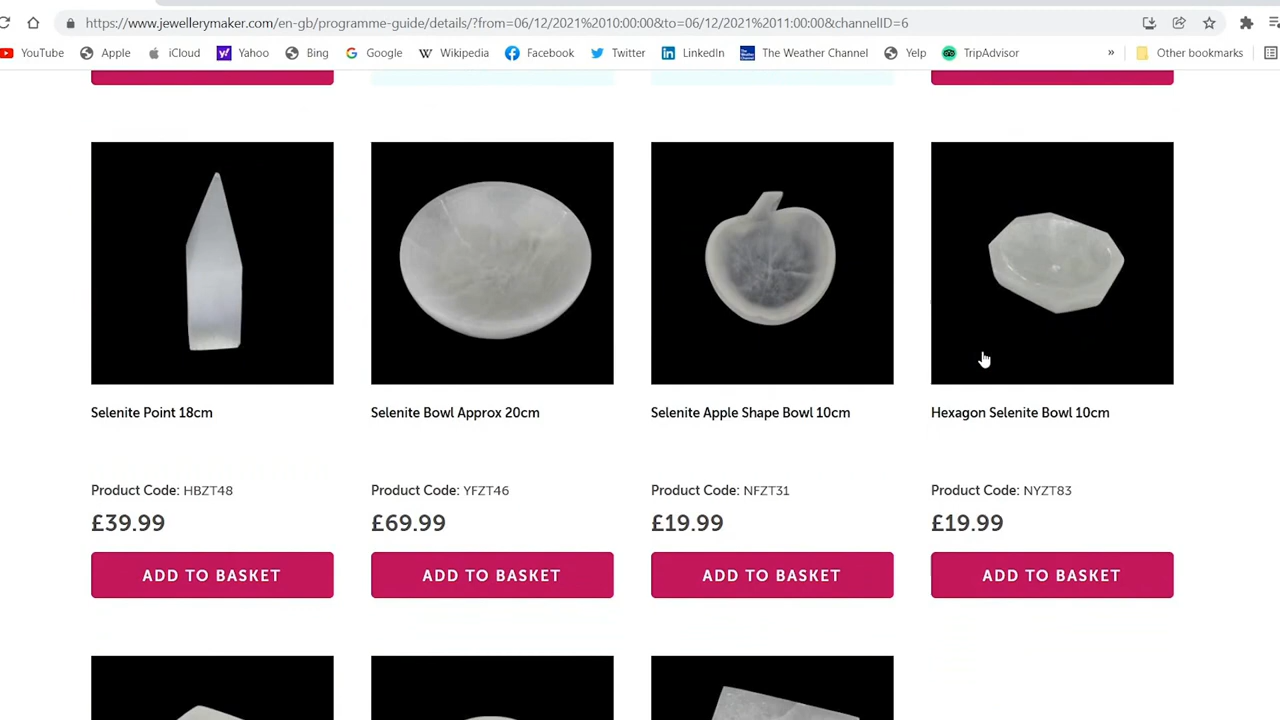 https://www.jewellerymaker.com/en-gb/programme-guide/details/?from=06/12/2021%2010:00:00&to=06/12/2021%2011:00:00&channelID=6
YouTube Apple iCloud Yahoo Bing Google Wikipedia Facebook Twitter LinkedIn The Weather Channel Yelp TripAdvisor » Other bookmarks
Selenite Point 18cm
Selenite Bowl Approx 20cm
Selenite Apple Shape Bowl 10cm
Hexagon Selenite Bowl 10cm
Product Code: HBZT48
Product Code: YFZT46
Product Code: NFZT31
Product Code: NYZT83
£39.99
£69.99
£19.99
£19.99
ADD TO BASKET
ADD TO BASKET
ADD TO BASKET
ADD TO BASKET